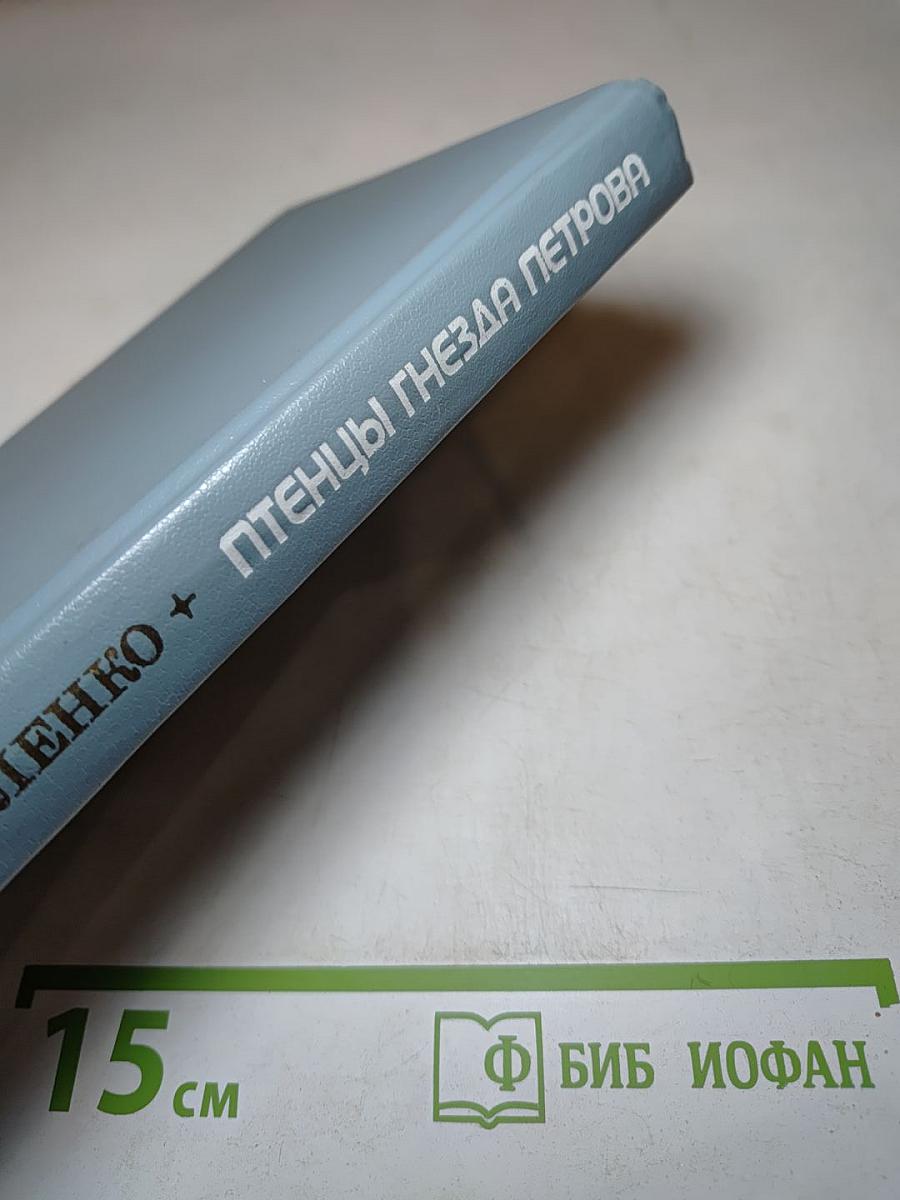 ЛЕНКО + ПТЕНЦЫ ГНЕЗДА ПЕТРОВА
15 см
Ф БИБ ИОФАН